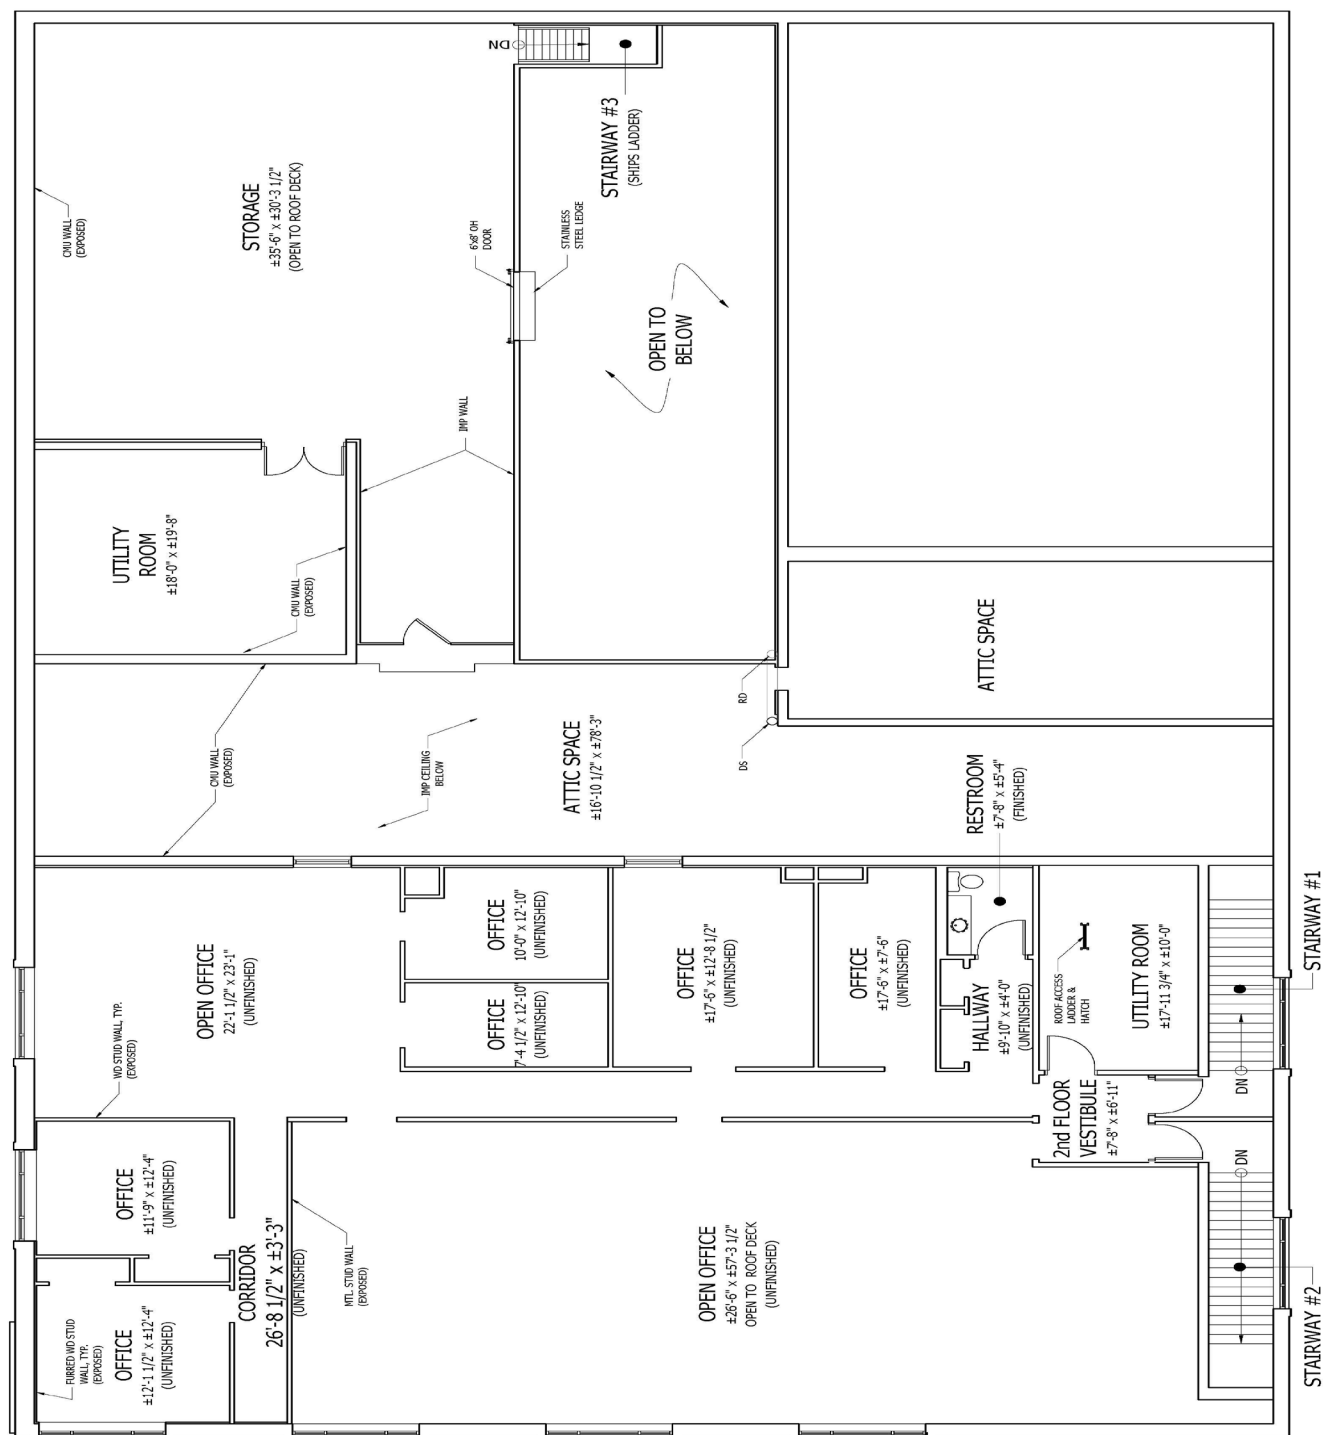 DN
STAIRWAY #3
(SHIPS LADDER)
CMU WALL
(EXPOSED)
STORAGE
±35'-6" x ±30'-3 1/2"
(OPEN TO ROOF DECK)
6'x8' OH
DOOR
STAINLESS
STEEL LEDGE
OPEN TO
BELOW
IMP WALL
UTILITY
ROOM
±18'-0" x ±19'-8"
CMU WALL
(EXPOSED)
ATTIC SPACE
RD
DS
CMU WALL
(EXPOSED)
IMP CEILING
BELOW
ATTIC SPACE
±16'-10 1/2" x ±78'-3"
RESTROOM
±7'-8" x ±5'-4"
(FINISHED)
OPEN OFFICE
22'-1 1/2" x 23'-1"
(UNFINISHED)
OFFICE
10'-0" x 12'-10"
(UNFINISHED)
OFFICE
7'-4 1/2" x 12'-10"
(UNFINISHED)
OFFICE
±17'-6" x ±12'-8 1/2"
(UNFINISHED)
OFFICE
±17'-6" x ±7'-6"
(UNFINISHED)
HALLWAY
±9'-10" x ±4'-0"
(UNFINISHED)
ROOF ACCESS
LADDER &
HATCH
UTILITY ROOM
±17'-11 3/4" x ±10'-0"
STAIRWAY #1
DN
WD STUD WALL, TYP.
(EXPOSED)
2nd FLOOR
VESTIBULE
±7'-8" x ±6'-11"
DN
OFFICE
±11'-9" x ±12'-4"
(UNFINISHED)
CORRIDOR
26'-8 1/2" x ±3'-3"
(UNFINISHED)
MTL. STUD WALL
(EXPOSED)
OPEN OFFICE
±26'-6" x ±57'-3 1/2"
OPEN TO ROOF DECK
(UNFINISHED)
FURRED WD STUD
WALL, TYP.
(EXPOSED)
OFFICE
±12'-1 1/2" x ±12'-4"
(UNFINISHED)
STAIRWAY #2